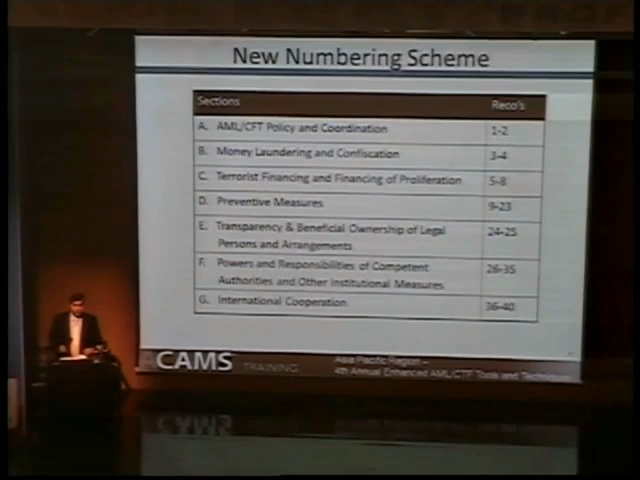 New Numbering Scheme
Sections Reco's
A. AML/CFT Policy and Coordination 1-2
B. Money Laundering and Confiscation 3-4
C. Terrorist Financing and Financing of Proliferation 5-8
D. Preventive Measures 9-23
E. Transparency & Beneficial Ownership of Legal
Persons and Arrangements 24-25
F. Powers and Responsibilities of Competent
Authorities and Other Institutional Measures 26-35
G. International Cooperation 36-40
ACAMS TRAINING
Asia Pacific Region –
4th Annual Enhanced AML/CTF Tools and Techniques